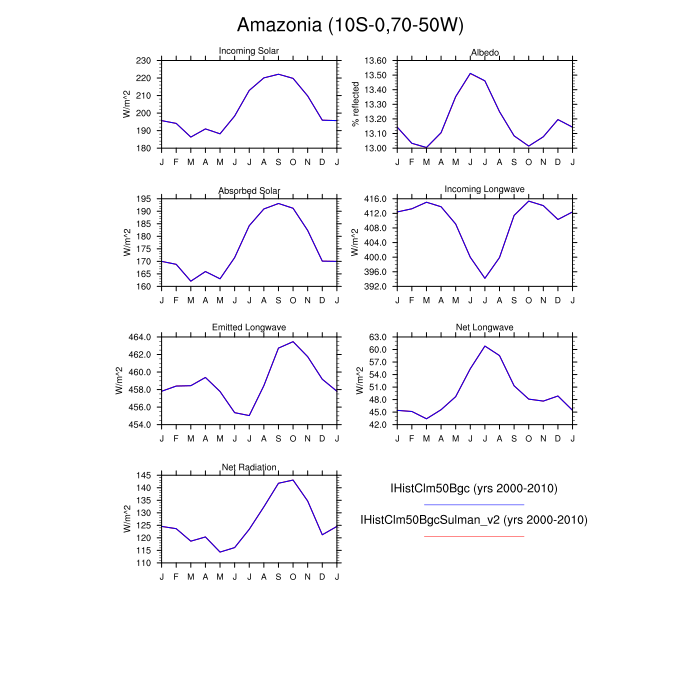 Amazonia (10S-0,70-50W)
Incoming Solar
230
220
210
200
190
180
W/m^2
J F M A M J J A S O N D J
Albedo
13.60
13.50
13.40
13.30
13.20
13.10
13.00
% reflected
J F M A M J J A S O N D J
Absorbed Solar
195
190
185
180
175
170
165
160
W/m^2
J F M A M J J A S O N D J
Incoming Longwave
416.0
412.0
408.0
404.0
400.0
396.0
392.0
W/m^2
J F M A M J J A S O N D J
Emitted Longwave
464.0
462.0
460.0
458.0
456.0
454.0
W/m^2
J F M A M J J A S O N D J
Net Longwave
63.0
60.0
57.0
54.0
51.0
48.0
45.0
42.0
W/m^2
J F M A M J J A S O N D J
Net Radiation
145
140
135
130
125
120
115
110
W/m^2
J F M A M J J A S O N D J
IHistClm50Bgc (yrs 2000-2010)
IHistClm50BgcSulman_v2 (yrs 2000-2010)